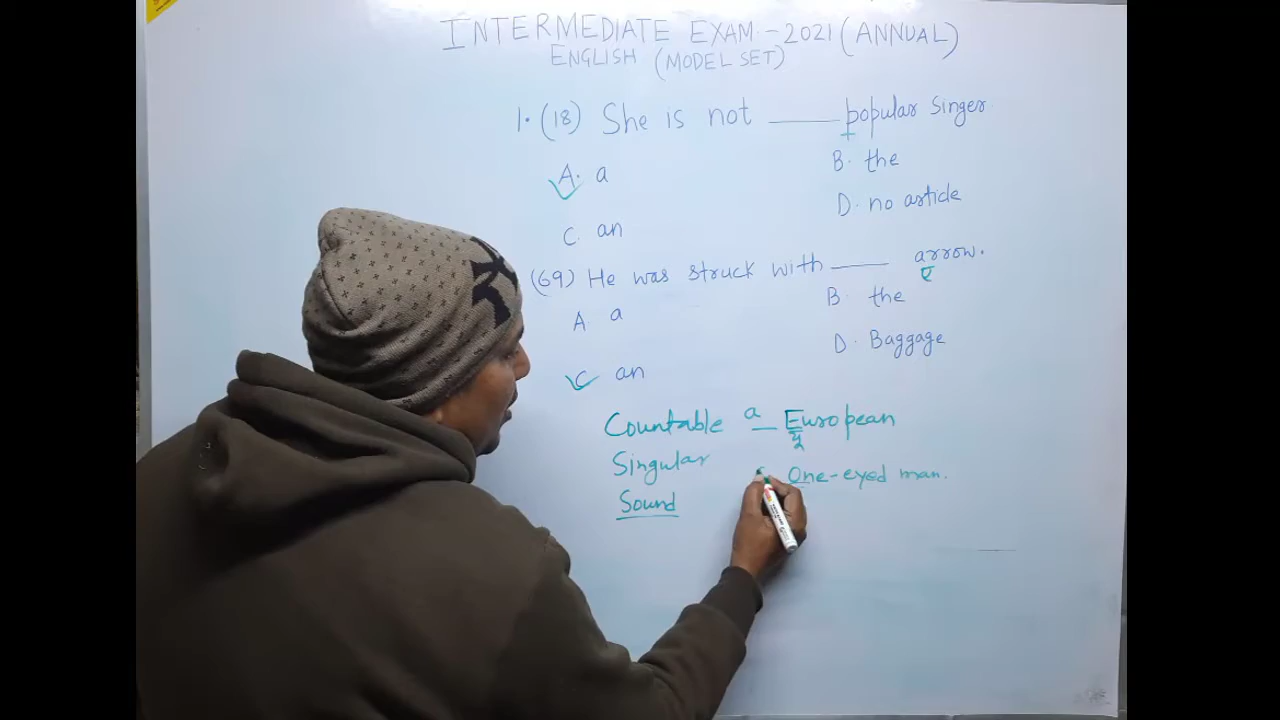 INTERMEDIATE EXAM - 2021 (ANNUAL)
ENGLISH (MODEL SET)
1. (18) She is not ____ popular singer
A. a
B. the
C. an
D. no article
(69) He was struck with ____ arrow.
A. a
B. the
C. an
D. Baggage
Countable a European
Singular One-eyed man.
Sound